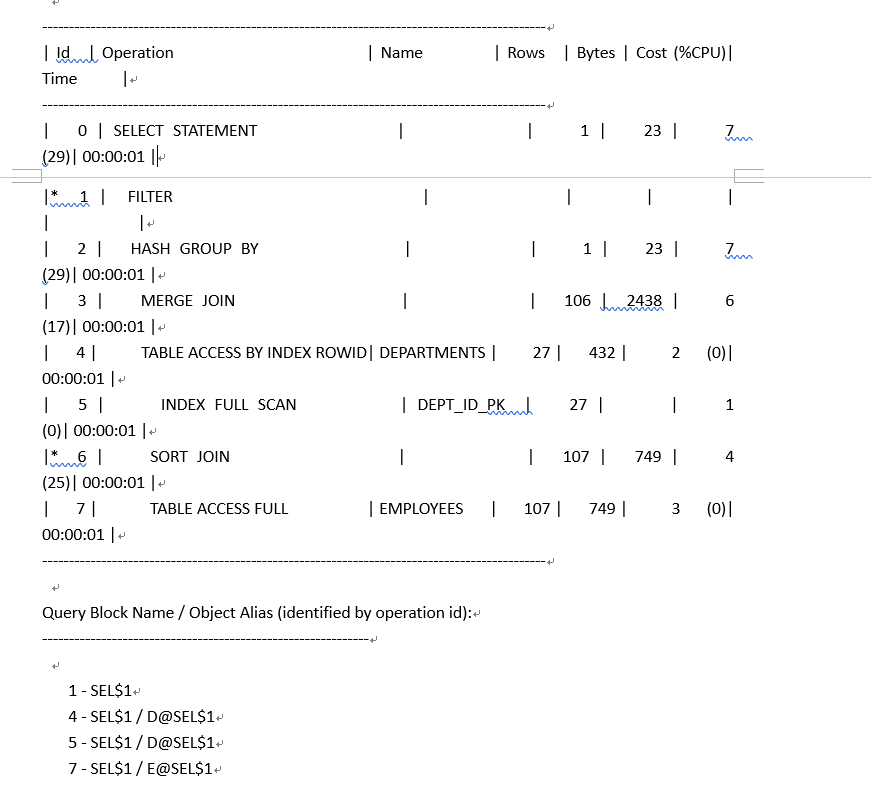 -----------------------------------------------------------------------------------------------
| Id | Operation | Name | Rows | Bytes | Cost (%CPU)|
Time |
-----------------------------------------------------------------------------------------------
| 0 | SELECT STATEMENT | | 1 | 23 | 7
(29)| 00:00:01 |
|* 1 | FILTER | | | |
| |
| 2 | HASH GROUP BY | | 1 | 23 | 7
(29)| 00:00:01 |
| 3 | MERGE JOIN | | 106 | 2438 | 6
(17)| 00:00:01 |
| 4 | TABLE ACCESS BY INDEX ROWID| DEPARTMENTS | 27 | 432 | 2 (0)|
00:00:01 |
| 5 | INDEX FULL SCAN | DEPT_ID_PK | 27 | | 1
(0)| 00:00:01 |
|* 6 | SORT JOIN | | 107 | 749 | 4
(25)| 00:00:01 |
| 7 | TABLE ACCESS FULL | EMPLOYEES | 107 | 749 | 3 (0)|
00:00:01 |
-----------------------------------------------------------------------------------------------
Query Block Name / Object Alias (identified by operation id):
-------------------------------------------------------------
1 - SEL$1
4 - SEL$1 / D@SEL$1
5 - SEL$1 / D@SEL$1
7 - SEL$1 / E@SEL$1